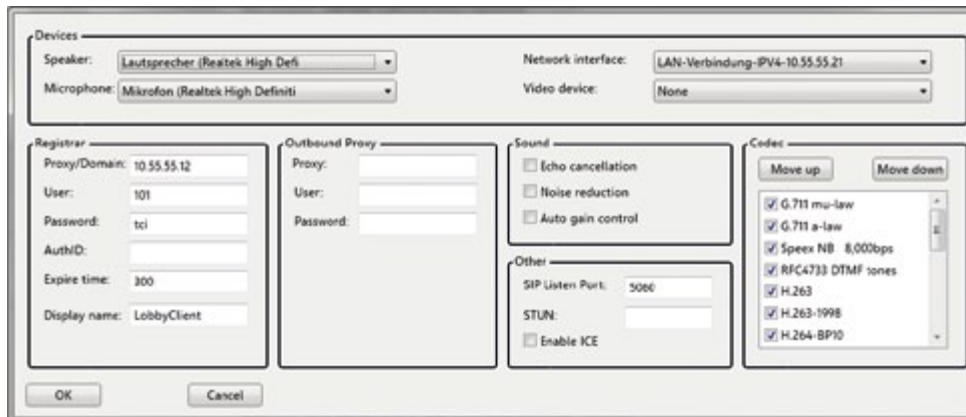 Devices
Speaker: Lautsprecher (Realtek High Defi
Network interface: LAN-Verbindung-IPV4-10.55.55.21
Microphone: Mikrofon (Realtek High Definiti
Video device: None
Registrar
Proxy/Domain: 10.55.55.12
User: 101
Password: tci
AuthID:
Expire time: 300
Display name: LobbyClient
Outbound Proxy
Proxy:
User:
Password:
Sound
Echo cancellation
Noise reduction
Auto gain control
Other
SIP Listen Port: 5060
STUN:
Enable ICE
Codec
Move up Move down
G.711 mu-law
G.711 a-law
Speex NB 8,000bps
RFC4733 DTMF tones
H.263
H.263-1998
H.264-BP10
OK Cancel